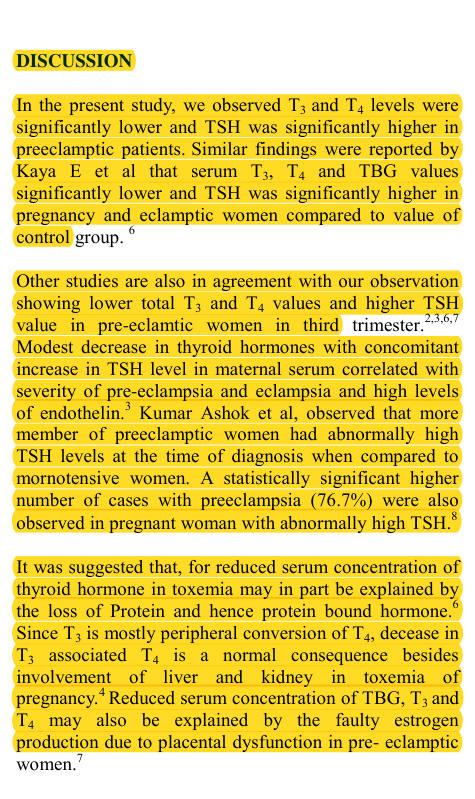 DISCUSSION
In the present study, we observed T3 and T4 levels were
significantly lower and TSH was significantly higher in
preeclamptic patients. Similar findings were reported by
Kaya E et al that serum T3, T4 and TBG values
significantly lower and TSH was significantly higher in
pregnancy and eclamptic women compared to value of
control group. 6
Other studies are also in agreement with our observation
showing lower total T3 and T4 values and higher TSH
value in pre-eclamtic women in third trimester.2,3,6,7
Modest decrease in thyroid hormones with concomitant
increase in TSH level in maternal serum correlated with
severity of pre-eclampsia and eclampsia and high levels
of endothelin.3 Kumar Ashok et al, observed that more
member of preeclamptic women had abnormally high
TSH levels at the time of diagnosis when compared to
mornotensive women. A statistically significant higher
number of cases with preeclampsia (76.7%) were also
observed in pregnant woman with abnormally high TSH.8
It was suggested that, for reduced serum concentration of
thyroid hormone in toxemia may in part be explained by
the loss of Protein and hence protein bound hormone.6
Since T3 is mostly peripheral conversion of T4, decease in
T3 associated T4 is a normal consequence besides
involvement of liver and kidney in toxemia of
pregnancy.4 Reduced serum concentration of TBG, T3 and
T4 may also be explained by the faulty estrogen
production due to placental dysfunction in pre- eclamptic
women.7